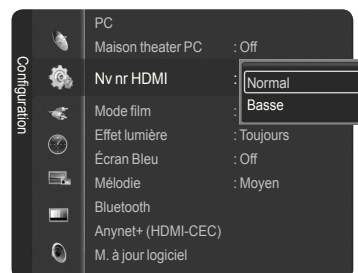 Configuration
PC
Maison theater PC : Off
Nv nr HDMI : Normal
Basse
Mode film
Effet lumière : Toujours
Écran Bleu : Off
Mélodie : Moyen
Bluetooth
Anynet+ (HDMI-CEC)
M. à jour logiciel